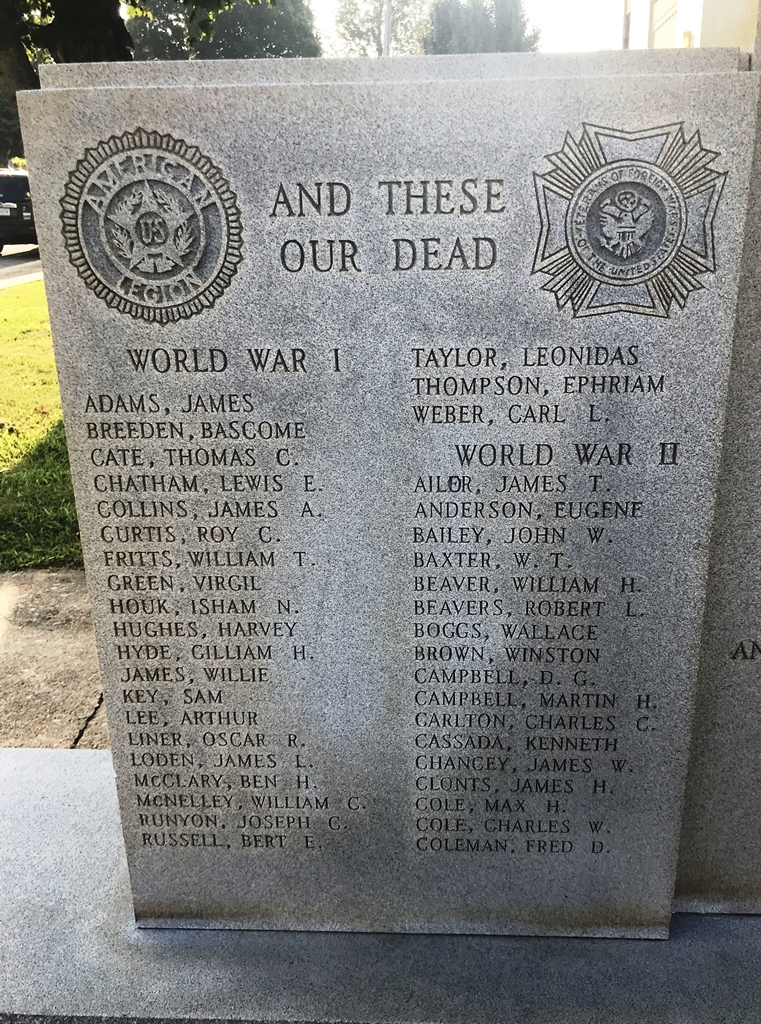 AMERICAN
US
LEGION
AND THESE
OUR DEAD
VETERANS OF FOREIGN WARS
OF THE UNITED STATES
WORLD WAR I
ADAMS, JAMES
BREEDEN, BASCOME
CATE, THOMAS C.
CHATHAM, LEWIS E.
COLLINS, JAMES A.
CURTIS, ROY C.
FRITTS, WILLIAM T.
GREEN, VIRGIL
HOUK, ISHAM N.
HUGHES, HARVEY
HYDE, GILLIAM H.
JAMES, WILLIE
KEY, SAM
LEE, ARTHUR
LINER, OSCAR R.
LODEN, JAMES L.
McCLARY, BEN H.
McNELLEY, WILLIAM C.
RUNYON, JOSEPH C.
RUSSELL, BERT E.
TAYLOR, LEONIDAS
THOMPSON, EPHRIAM
WEBER, CARL L.
WORLD WAR II
AILOR, JAMES T.
ANDERSON, EUGENE
BAILEY, JOHN W.
BAXTER, W. T.
BEAVER, WILLIAM H.
BEAVERS, ROBERT L.
BOGGS, WALLACE
BROWN, WINSTON
CAMPBELL, D. G.
CAMPBELL, MARTIN H.
CARLTON, CHARLES C.
CASSADA, KENNETH
CHANCEY, JAMES W.
CLONTS, JAMES H.
COLE, MAX H.
COLE, CHARLES W.
COLEMAN, FRED D.